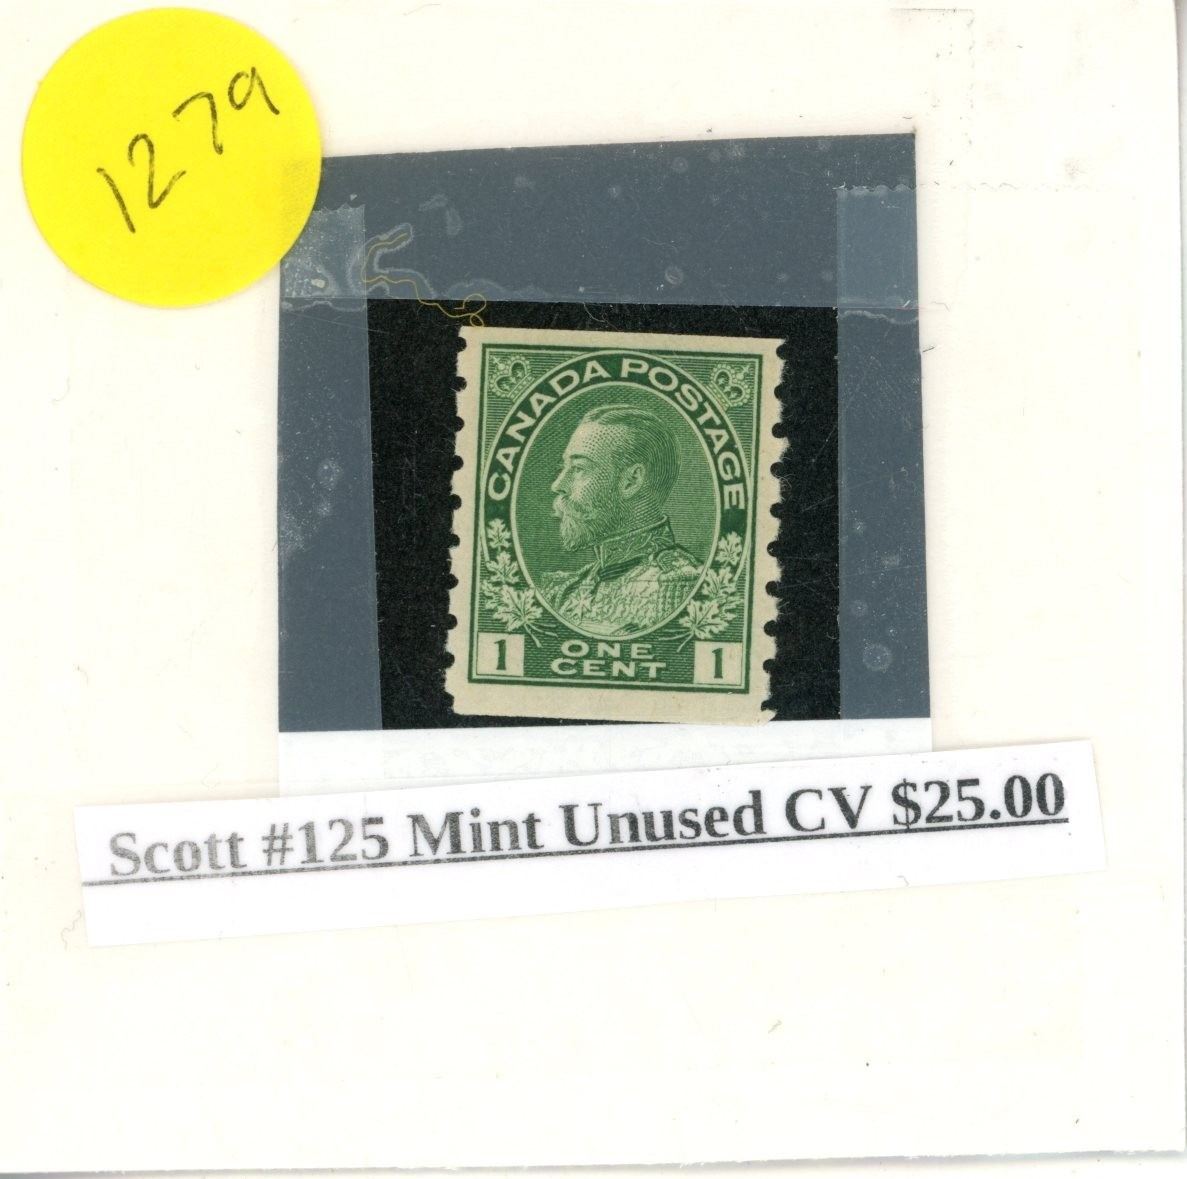 1279
CANADA POSTAGE
1 ONE 1
CENT
Scott #125 Mint Unused CV $25.00